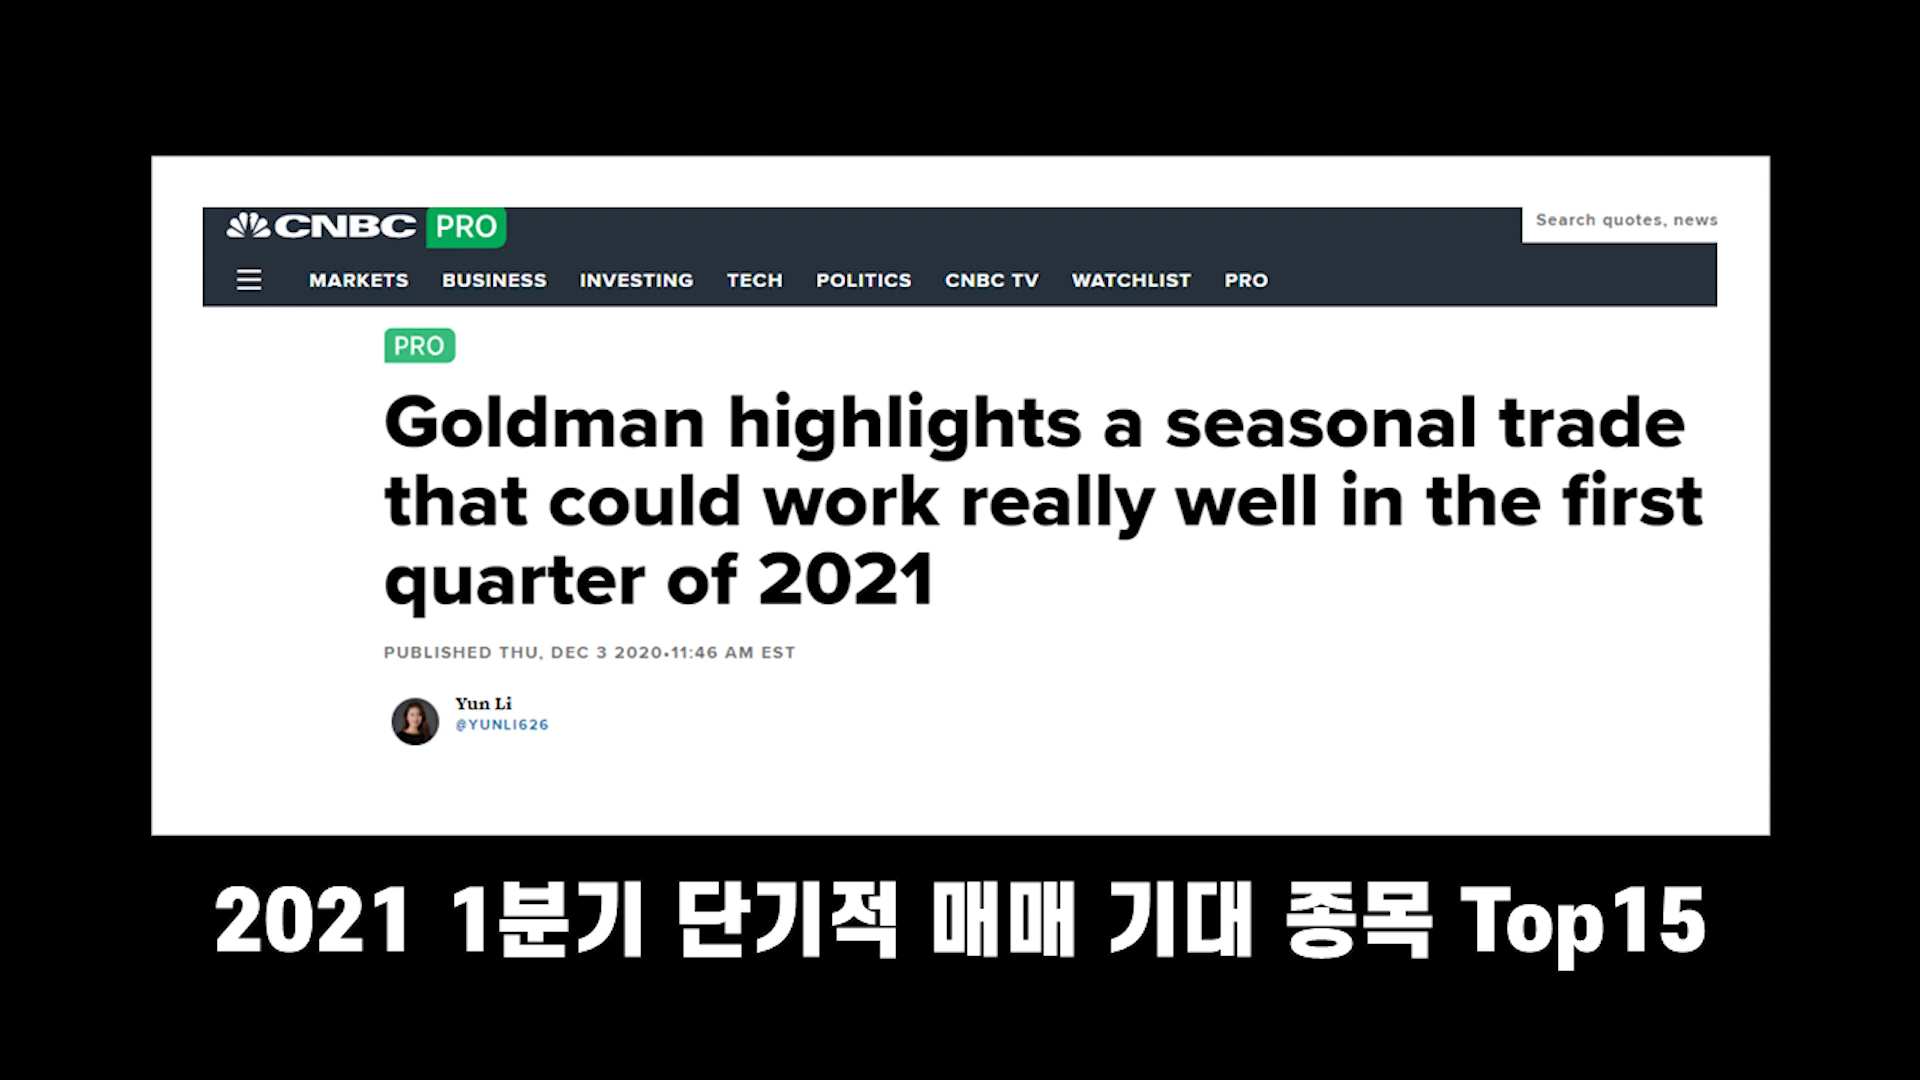 CNBC PRO
Search quotes, news
MARKETS BUSINESS INVESTING TECH POLITICS CNBC TV WATCHLIST PRO
PRO
Goldman highlights a seasonal trade
that could work really well in the first
quarter of 2021
PUBLISHED THU, DEC 3 2020•11:46 AM EST
Yun Li
@YUNLI626
2021 1분기 단기적 매매 기대 종목 Top15